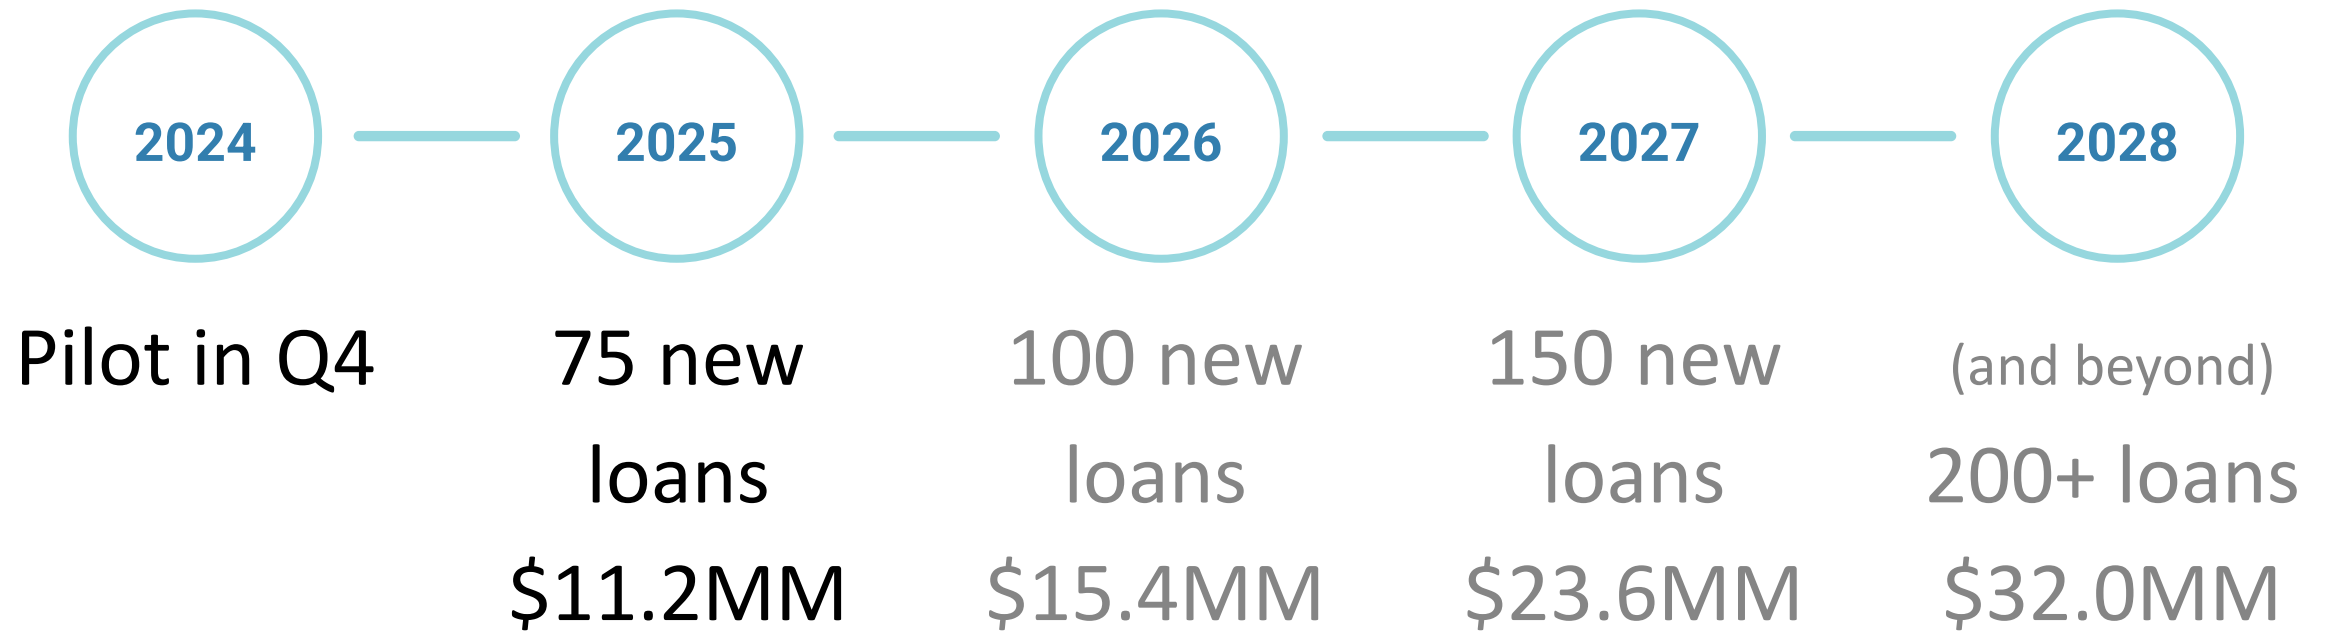 2024
2025
2026
2027
2028
Pilot in Q4
75 new
loans
$11.2MM
100 new
loans
$15.4MM
150 new
loans
$23.6MM
(and beyond)
200+ loans
$32.0MM